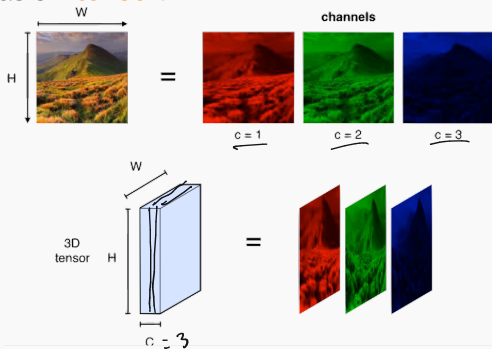 W
channels
H
=
c = 1
c = 2
c = 3
W
3D
tensor
H
=
C = 3